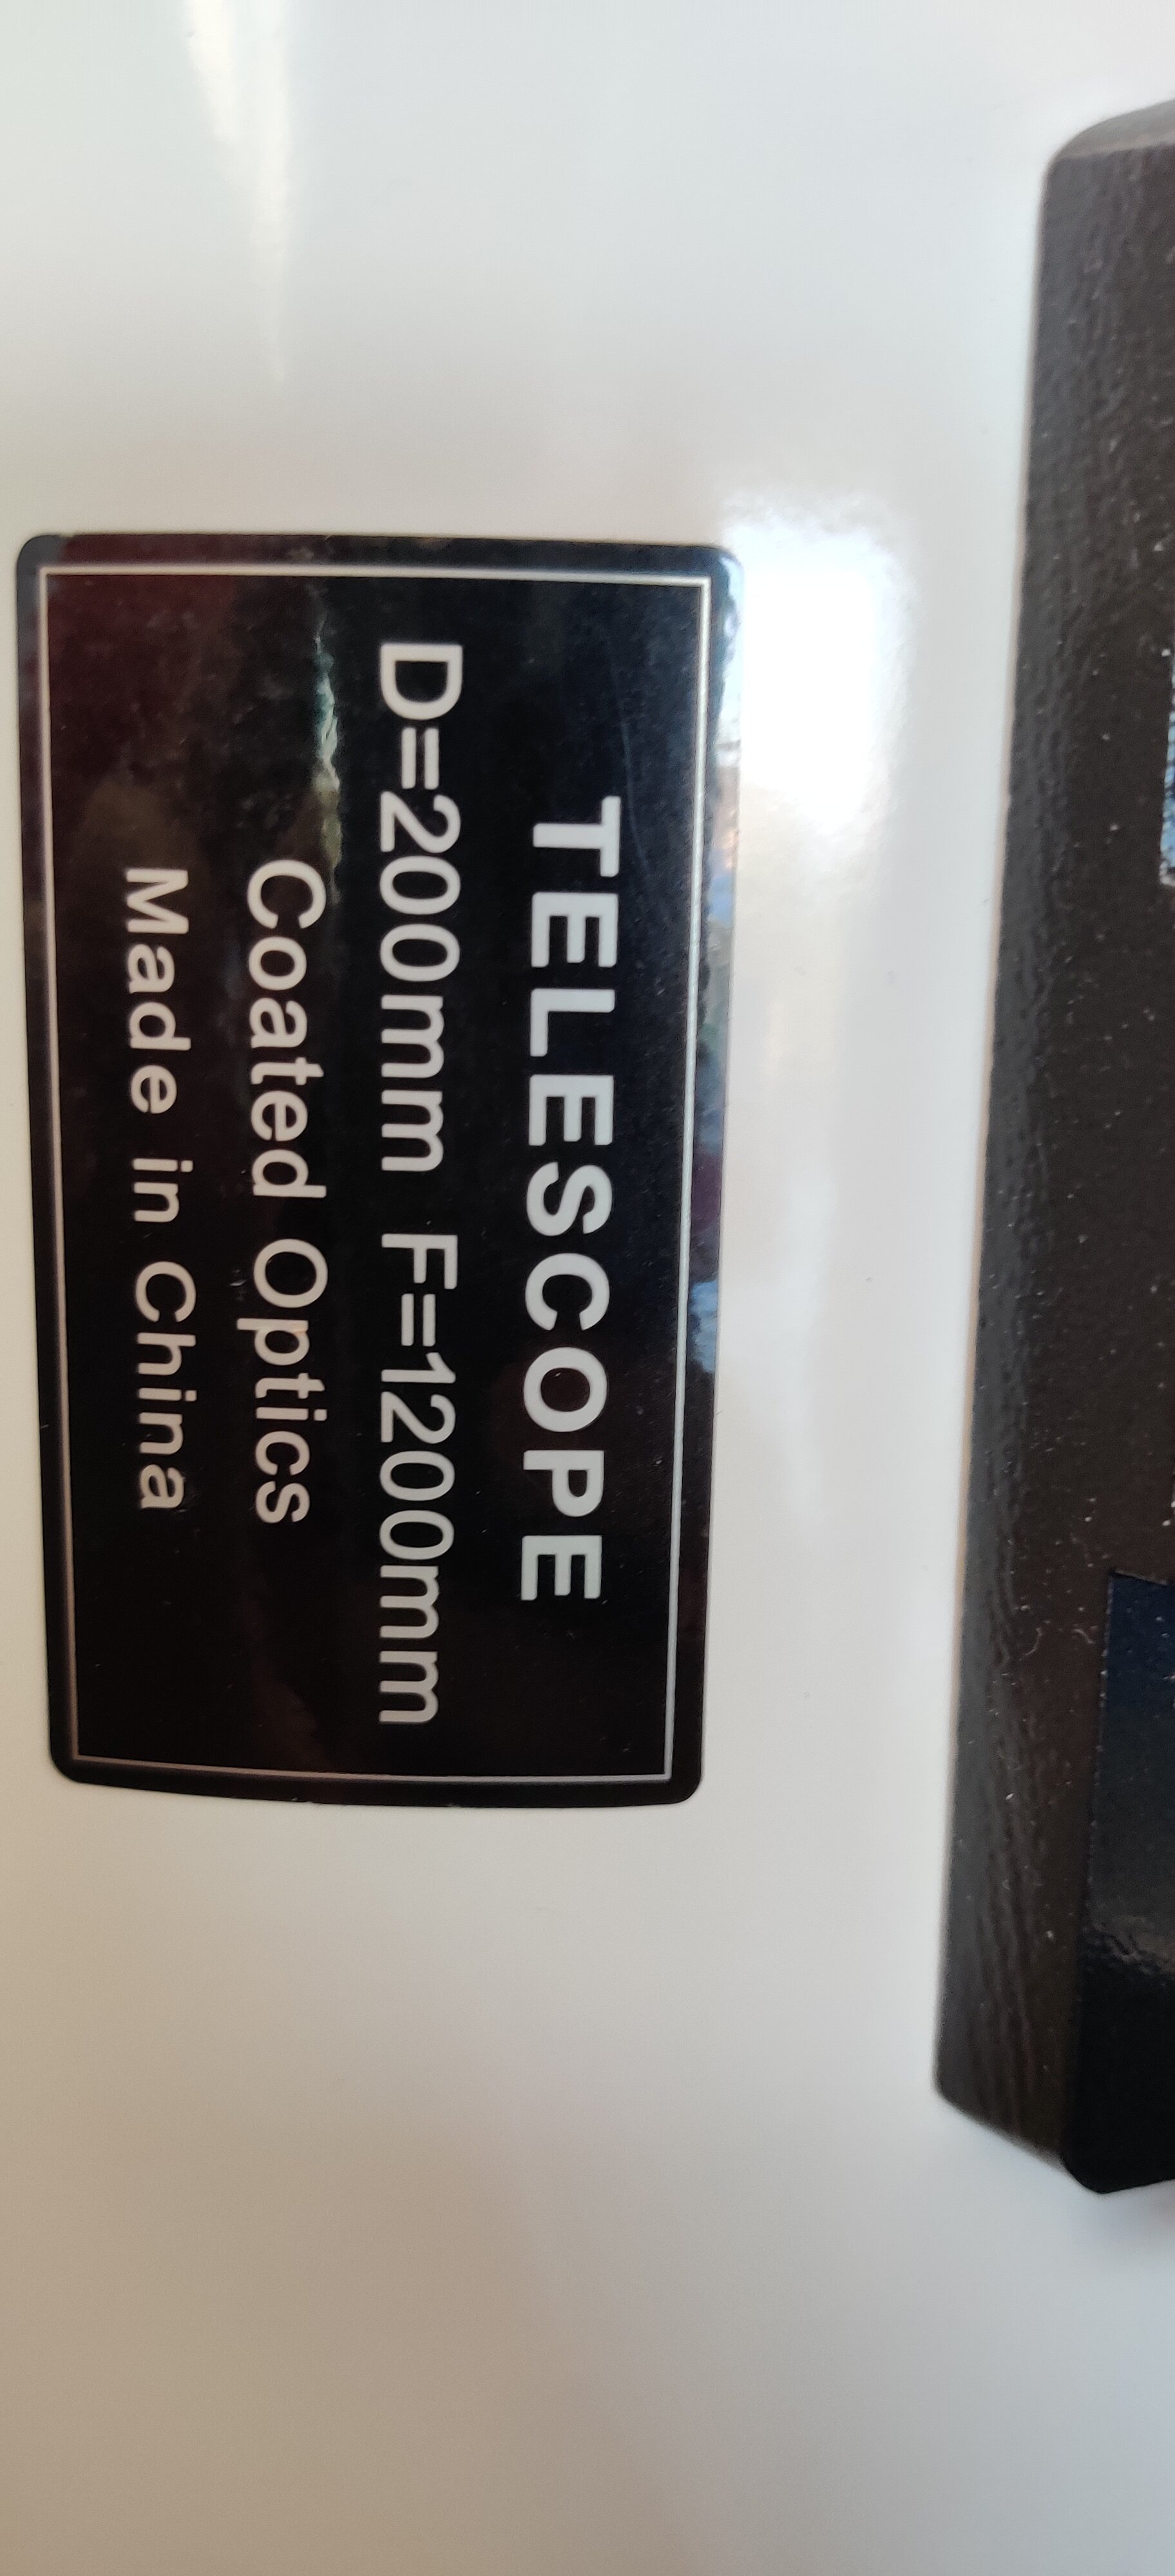 TELESCOPE
D=200mm F=1200mm
Coated Optics
Made in China